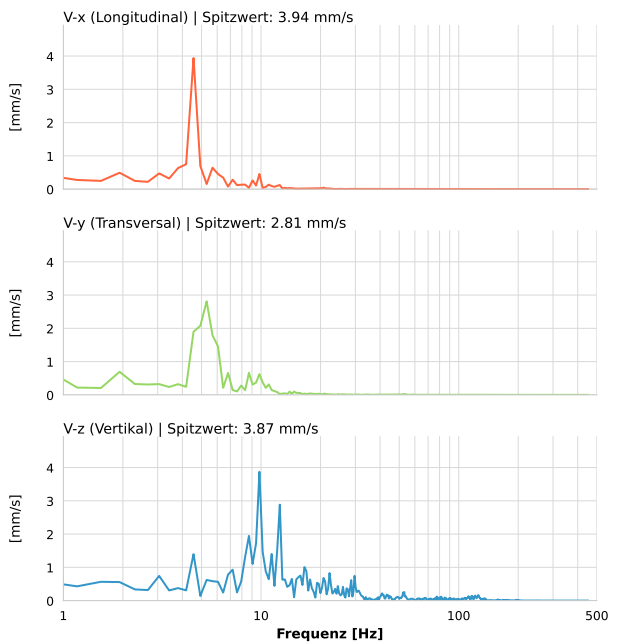 V-x (Longitudinal) | Spitzwert: 3.94 mm/s
[mm/s]
4
3
2
1
0
V-y (Transversal) | Spitzwert: 2.81 mm/s
[mm/s]
4
3
2
1
0
V-z (Vertikal) | Spitzwert: 3.87 mm/s
[mm/s]
4
3
2
1
0
1 10 100 500
Frequenz [Hz]